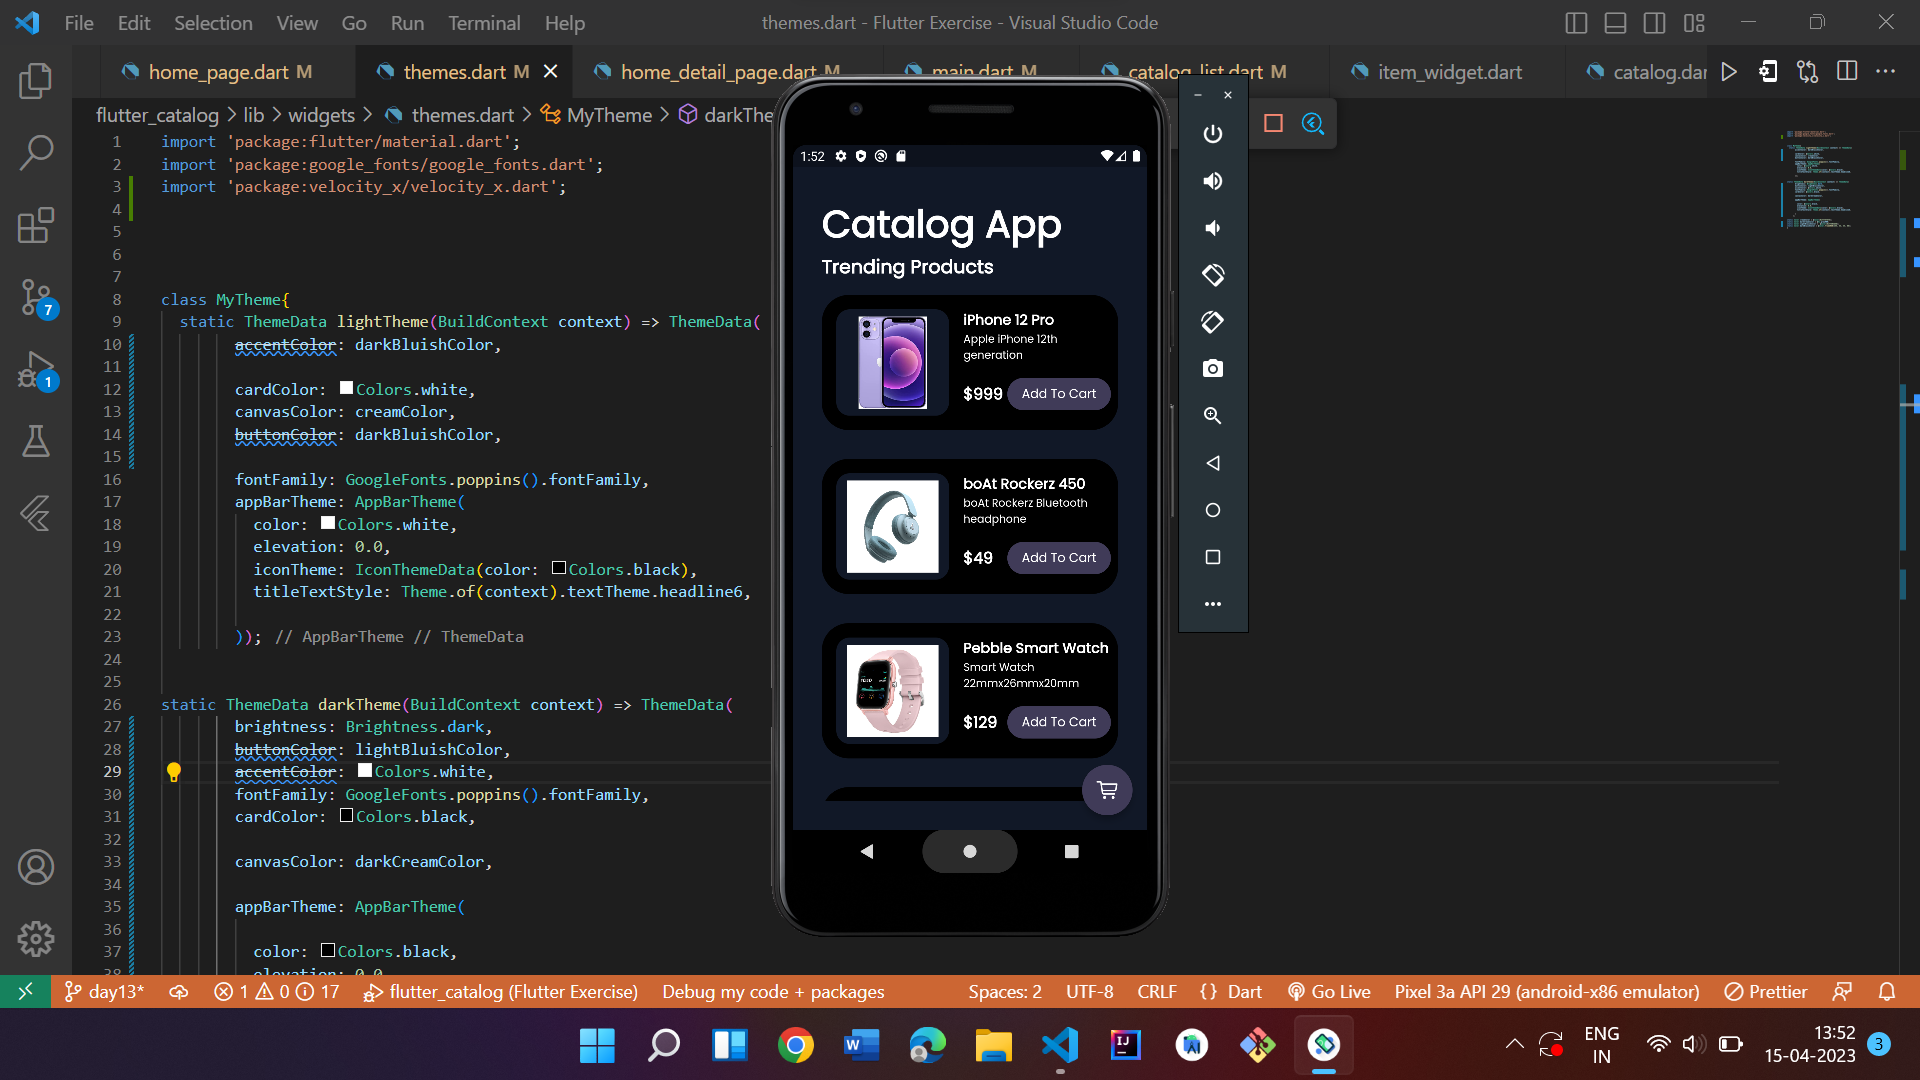 File Edit Selection View Go Run Terminal Help
themes.dart - Flutter Exercise - Visual Studio Code
home_page.dart M
themes.dart M
home_detail_page.dart M
main.dart M
catalog_list.dart M
item_widget.dart
catalog.dar
flutter_catalog > lib > widgets > themes.dart > MyTheme > darkThe
1 import 'package:flutter/material.dart';
2 import 'package:google_fonts/google_fonts.dart';
3 import 'package:velocity_x/velocity_x.dart';
4
5
6
7
8 class MyTheme{
9 static ThemeData lightTheme(BuildContext context) => ThemeData(
10 accentColor: darkBluishColor,
11
12 cardColor: Colors.white,
13 canvasColor: creamColor,
14 buttonColor: darkBluishColor,
15
16 fontFamily: GoogleFonts.poppins().fontFamily,
17 appBarTheme: AppBarTheme(
18 color: Colors.white,
19 elevation: 0.0,
20 iconTheme: IconThemeData(color: Colors.black),
21 titleTextStyle: Theme.of(context).textTheme.headline6,
22
23 )); // AppBarTheme // ThemeData
24
25
26 static ThemeData darkTheme(BuildContext context) => ThemeData(
27 brightness: Brightness.dark,
28 buttonColor: lightBluishColor,
29 accentColor: Colors.white,
30 fontFamily: GoogleFonts.poppins().fontFamily,
31 cardColor: Colors.black,
32
33 canvasColor: darkCreamColor,
34
35 appBarTheme: AppBarTheme(
36
37 color: Colors.black,
38 elevation: 0.0
7
1
1:52
Catalog App
Trending Products
iPhone 12 Pro
Apple iPhone 12th
generation
$999 Add To Cart
boAt Rockerz 450
boAt Rockerz Bluetooth
headphone
$49 Add To Cart
Pebble Smart Watch
Smart Watch
22mmx26mmx20mm
$129 Add To Cart
day13* 1 0 17 flutter_catalog (Flutter Exercise) Debug my code + packages
Spaces: 2 UTF-8 CRLF {} Dart Go Live Pixel 3a API 29 (android-x86 emulator) Prettier
ENG
IN
13:52
15-04-2023
3